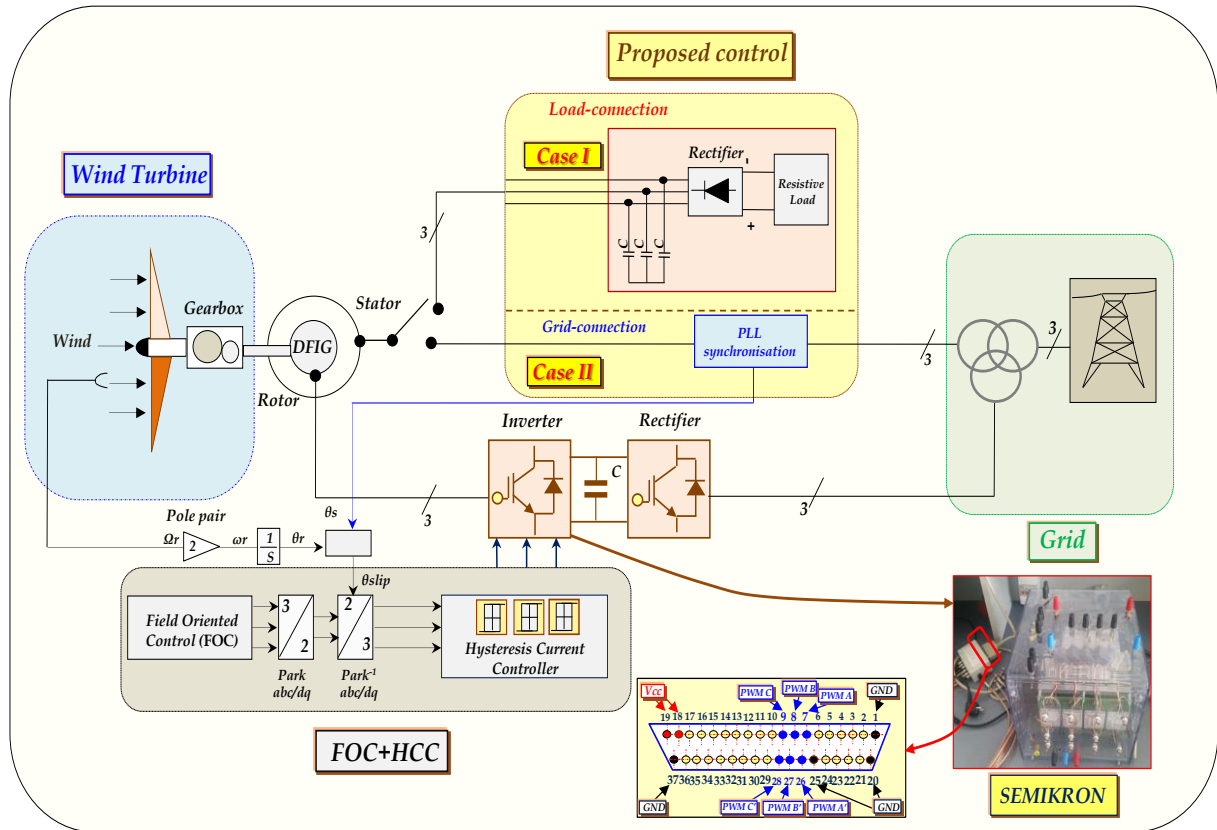 Proposed control
Load-connection
Case I
Rectifier
-
+
Resistive
Load
C
C
C
Wind Turbine
Wind
Gearbox
DFIG
Stator
Rotor
3
Grid-connection
Case II
PLL
synchronisation
3
3
Grid
Inverter
C
Rectifier
3
3
Pole pair
Ωr
2
ωr
1
S
θr
θs
θslip
Field Oriented
Control (FOC)
3
2
Park
abc/dq
2
3
Park-1
abc/dq
Hysteresis Current
Controller
FOC+HCC
Vcc
PWM C
PWM B
PWM A
GND
19 18 17 16 15 14 13 12 11 10 9 8 7 6 5 4 3 2 1
37 36 35 34 33 32 31 30 29 28 27 26 25 24 23 22 21 20
GND
PWM C'
PWM B'
PWM A'
GND
SEMIKRON